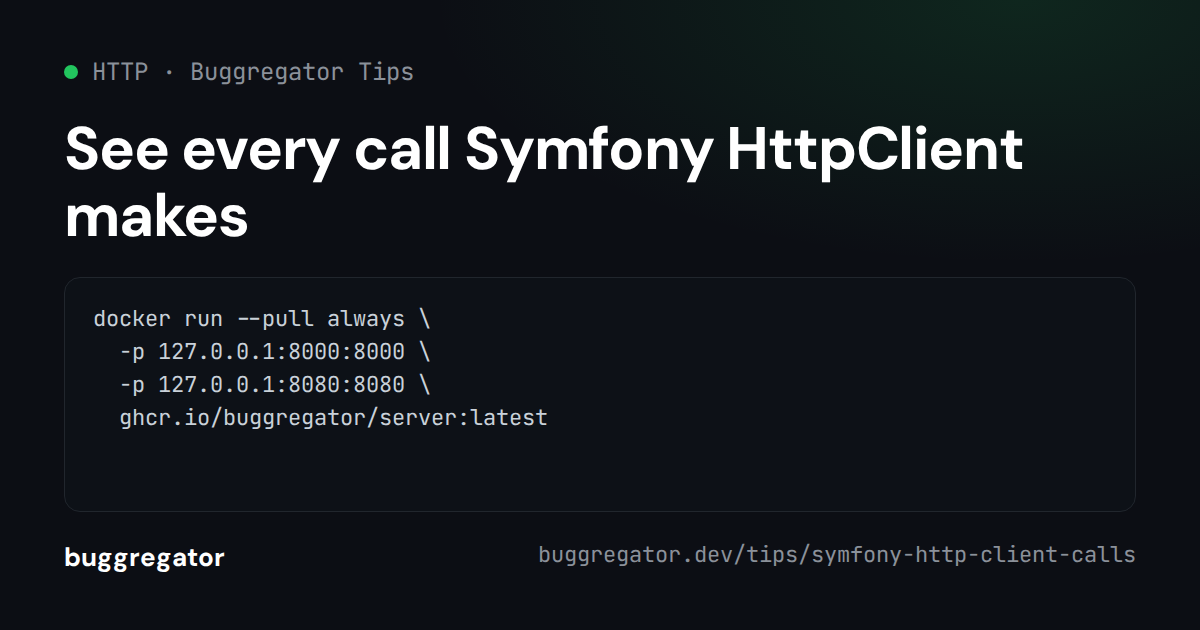 HTTP · Buggregator Tips
See every call Symfony HttpClient
makes
docker run --pull always \
  -p 127.0.0.1:8000:8000 \
  -p 127.0.0.1:8080:8080 \
  ghcr.io/buggregator/server:latest
buggregator
buggregator.dev/tips/symfony-http-client-calls